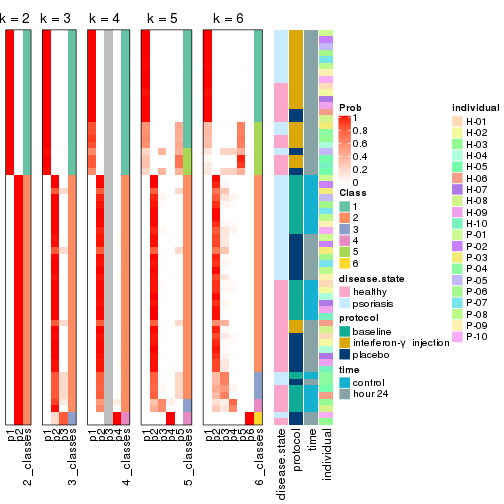 k = 2
k = 3
k = 4
k = 5
k = 6
p1
p2
2_classes
p1
p2
p3
3_classes
p1
p2
p3
p4
4_classes
p1
p2
p3
p4
p5
5_classes
p1
p2
p3
p4
p5
p6
6_classes
disease.state
protocol
time
individual
Prob
1
0.8
0.6
0.4
0.2
0
Class
1
2
3
4
5
6
disease.state
healthy
psoriasis
protocol
baseline
interferon-γ injection
placebo
time
control
hour 24
individual
H-01
H-02
H-03
H-04
H-05
H-06
H-07
H-08
H-09
H-10
P-01
P-02
P-03
P-04
P-05
P-06
P-07
P-08
P-09
P-10